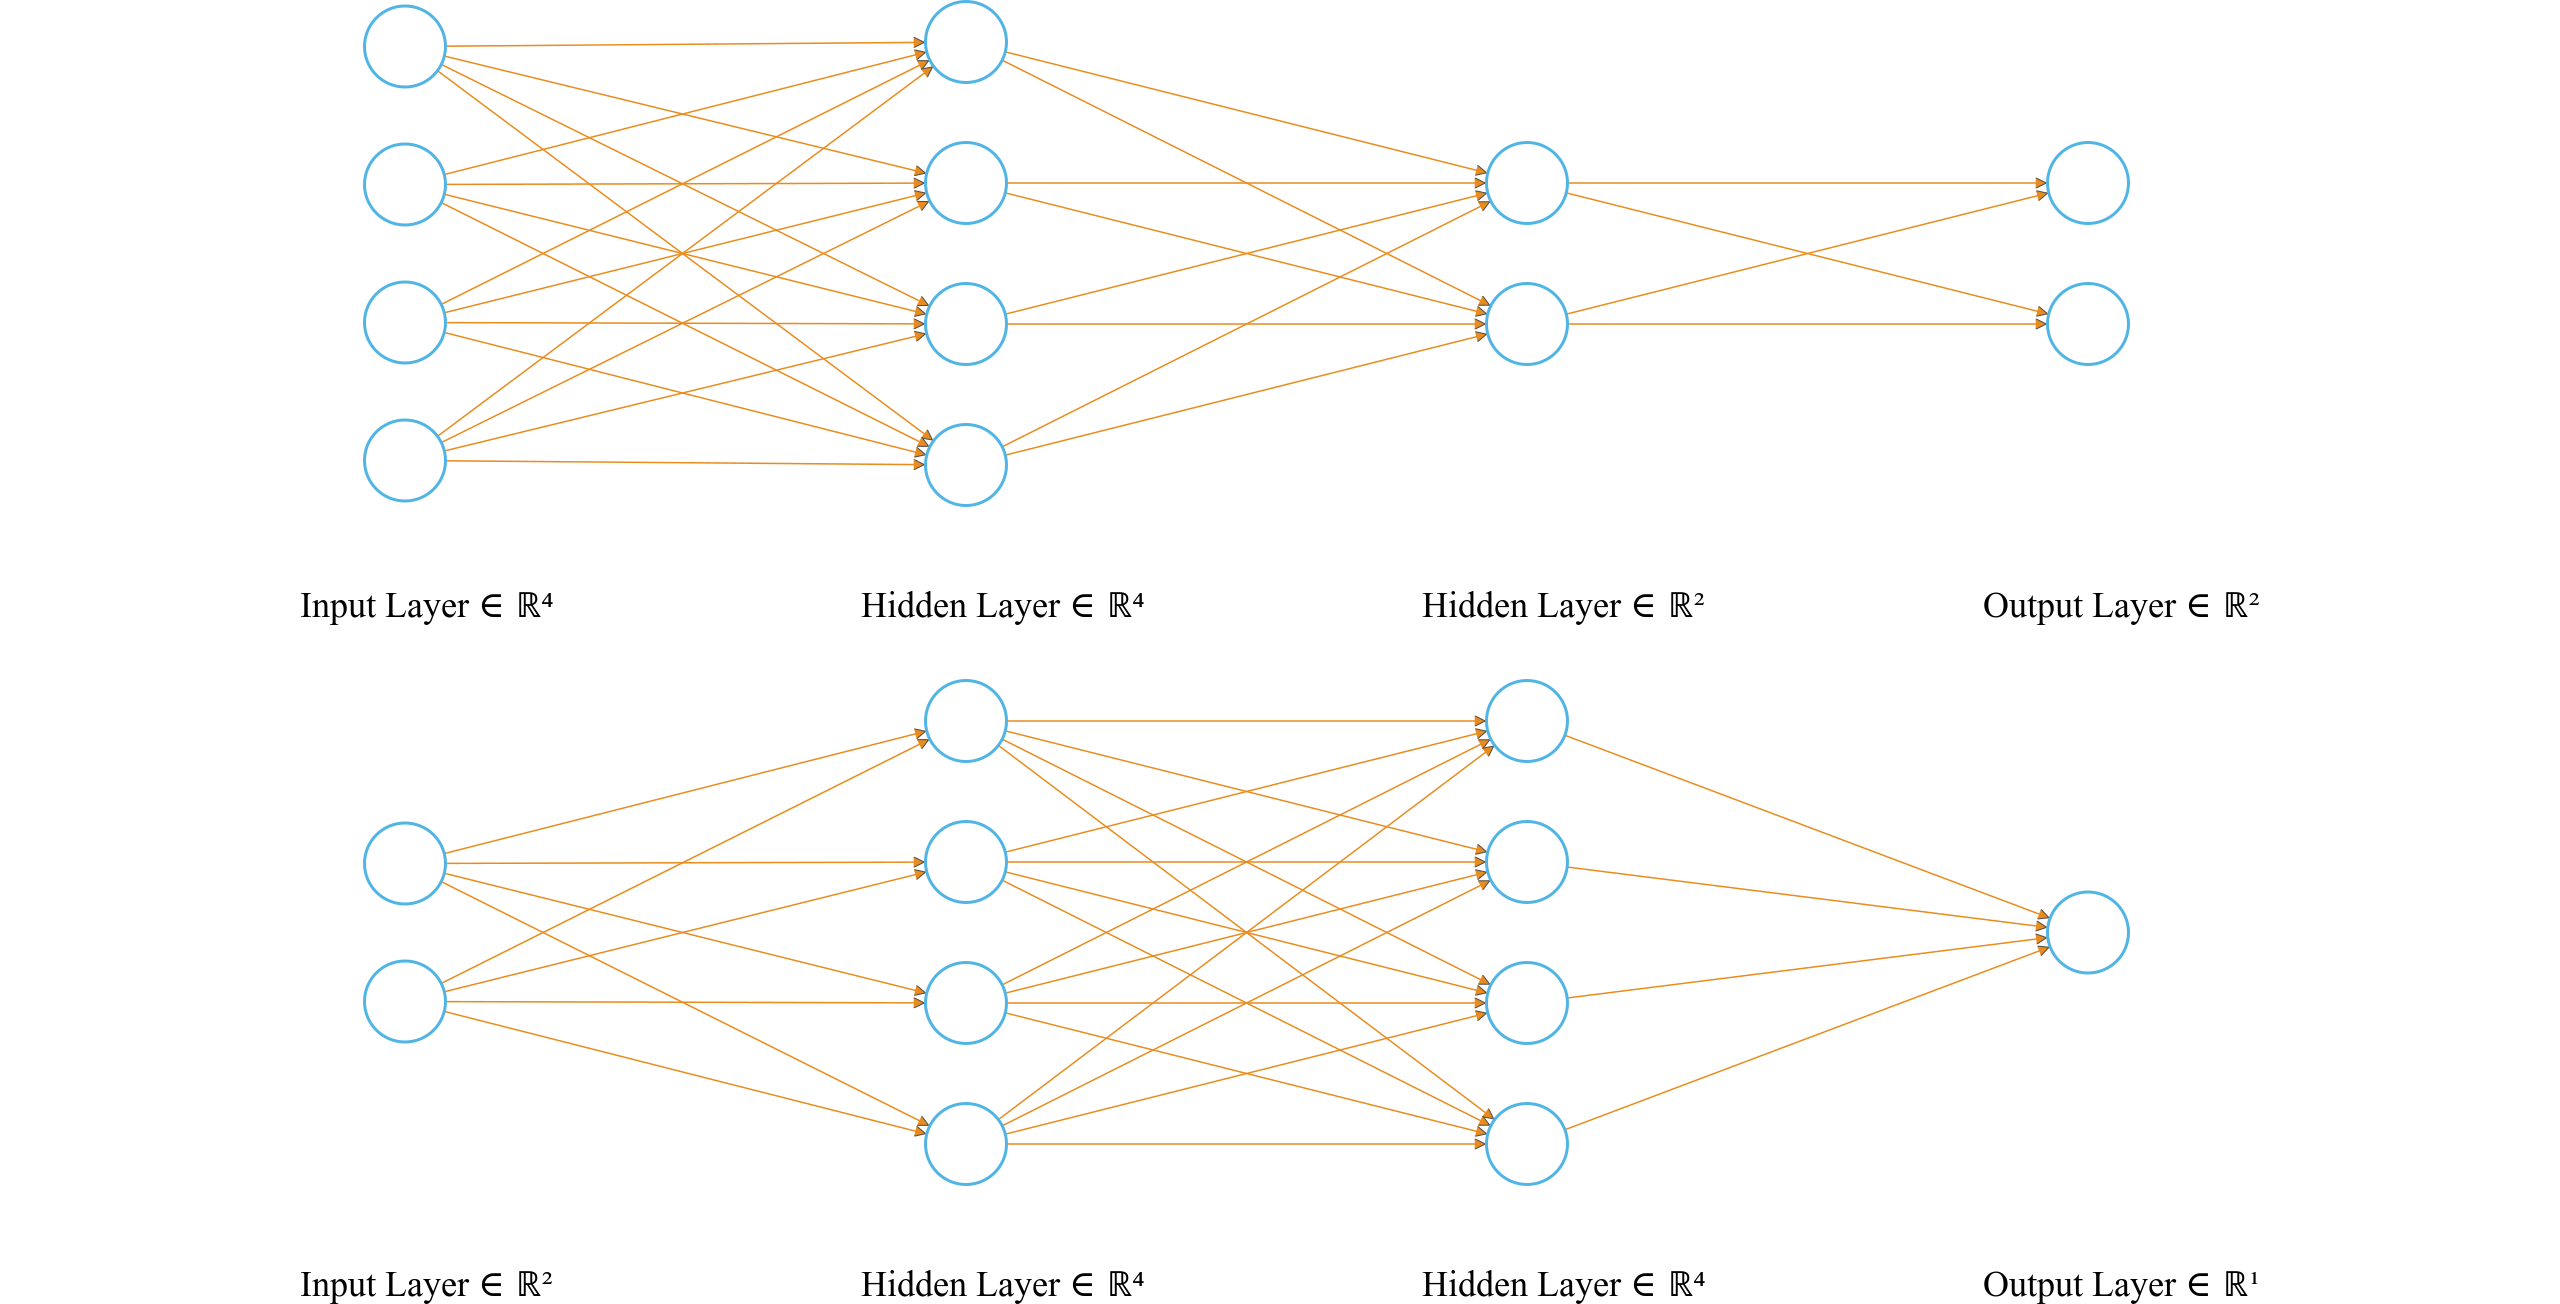 Input Layer ∈ ℝ⁴
Hidden Layer ∈ ℝ⁴
Hidden Layer ∈ ℝ²
Output Layer ∈ ℝ²
Input Layer ∈ ℝ²
Hidden Layer ∈ ℝ⁴
Hidden Layer ∈ ℝ⁴
Output Layer ∈ ℝ¹